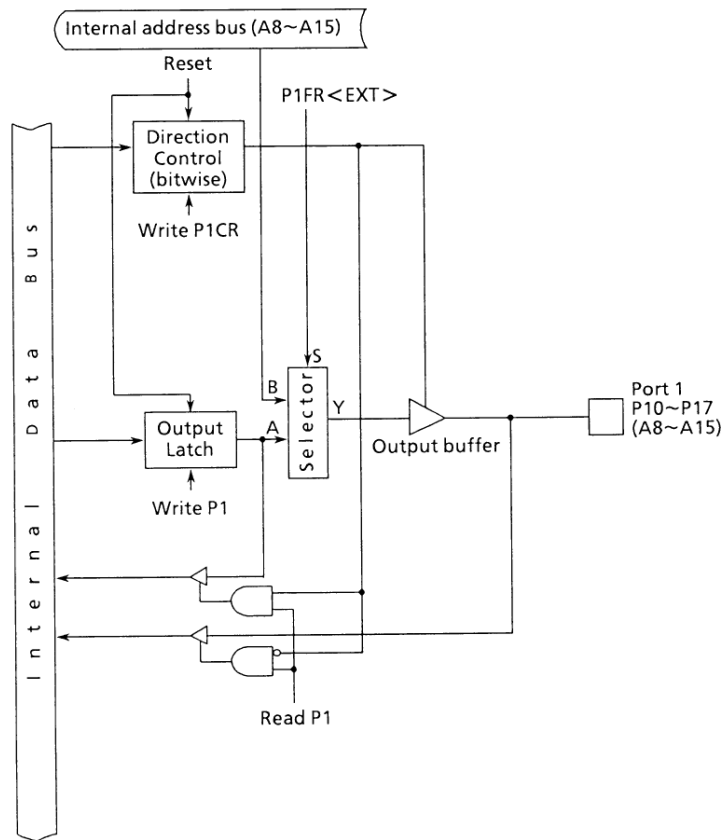 Internal address bus (A8~A15)
Reset
P1FR<EXT>
Direction
Control
(bitwise)
Write P1CR
Internal Data Bus
S
B
Selector
Y
A
Output
Latch
Write P1
Output buffer
Port 1
P10~P17
(A8~A15)
Read P1